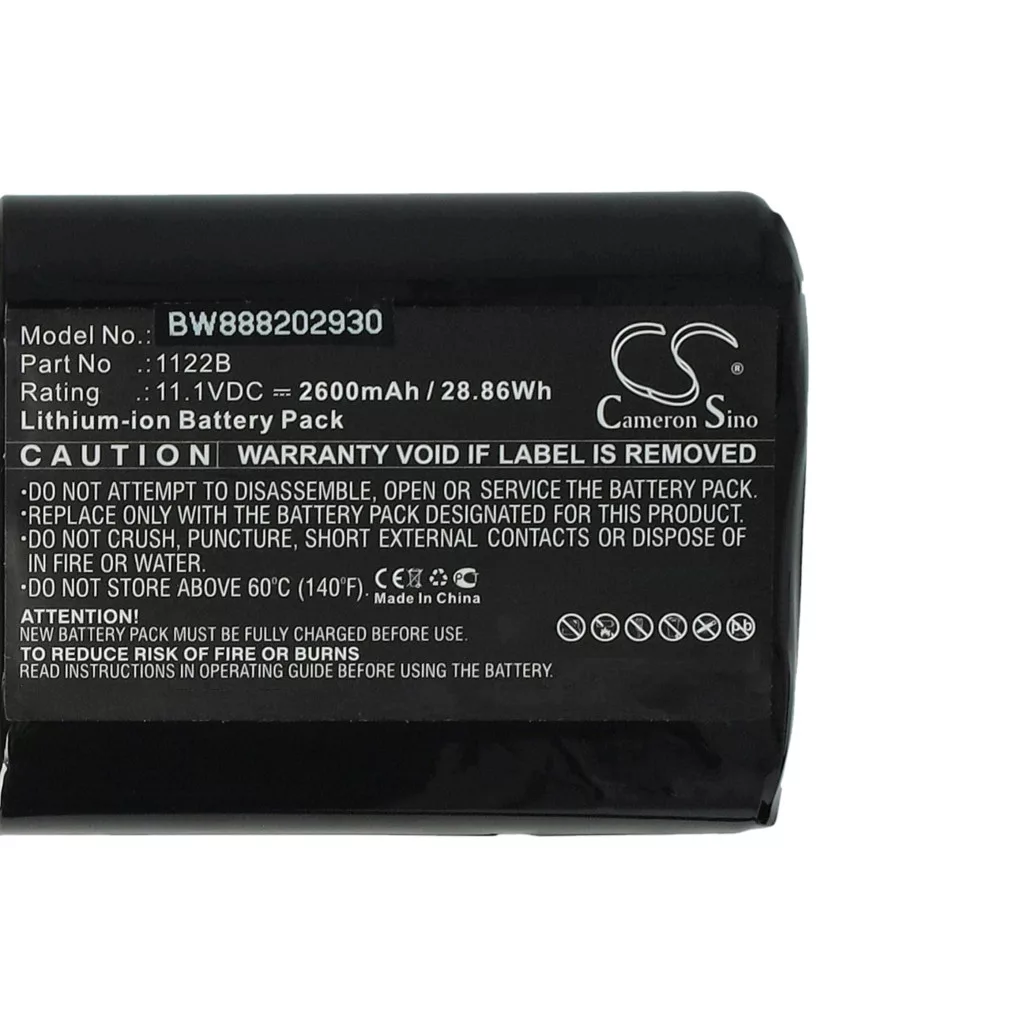 Model No.: BW888202930
Part No .: 1122B
Rating .: 11.1VDC ⎓ 2600mAh / 28.86Wh
Lithium-ion Battery Pack
CS ®
Cameron Sino
CAUTION WARRANTY VOID IF LABEL IS REMOVED
·DO NOT ATTEMPT TO DISASSEMBLE, OPEN OR SERVICE THE BATTERY PACK.
·REPLACE ONLY WITH THE BATTERY PACK DESIGNATED FOR THIS PRODUCT.
·DO NOT CRUSH, PUNCTURE, SHORT EXTERNAL CONTACTS OR DISPOSE OF
IN FIRE OR WATER.
·DO NOT STORE ABOVE 60°C (140°F). CE
Made In China
ATTENTION!
NEW BATTERY PACK MUST BE FULLY CHARGED BEFORE USE.
TO REDUCE RISK OF FIRE OR BURNS
READ INSTRUCTIONS IN OPERATING GUIDE BEFORE USING THE BATTERY.
Pb